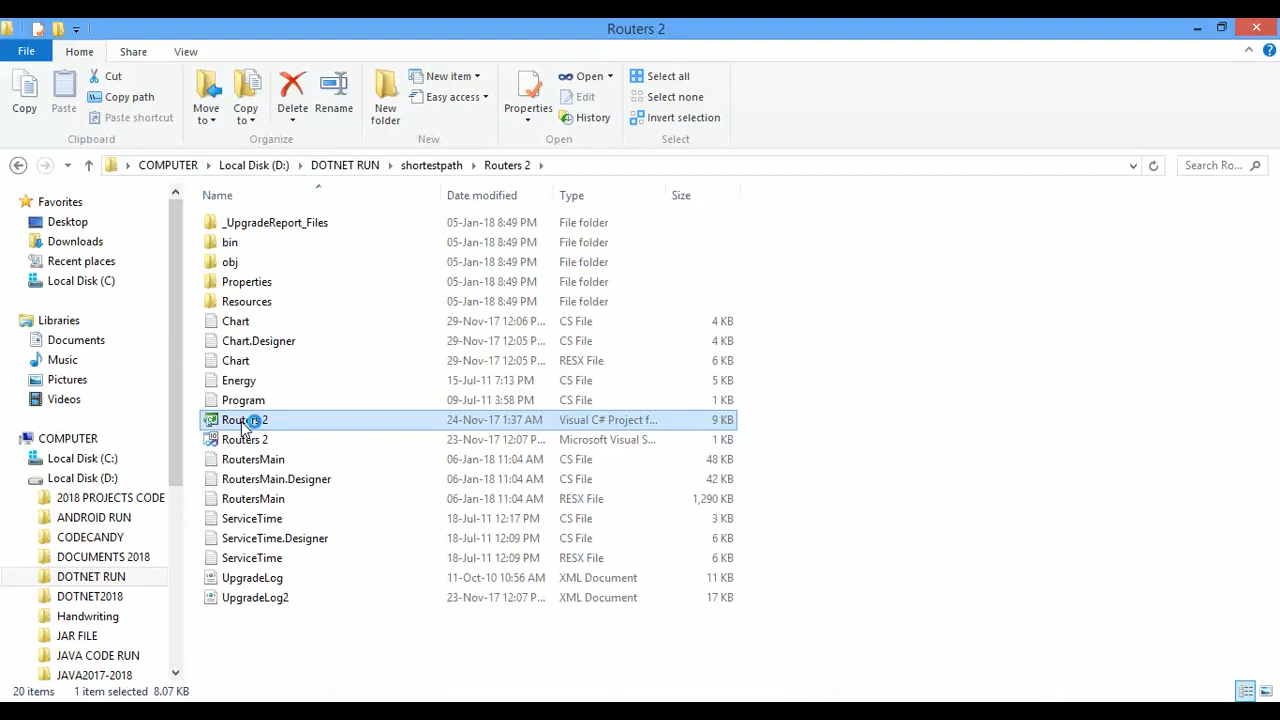 Routers 2
File Home Share View
Copy Paste Cut Copy path Paste shortcut Move to Copy to Delete Rename New folder New item Easy access Properties Open Edit History Select all Select none Invert selection
Clipboard Organize New Open Select
COMPUTER Local Disk (D:) DOTNET RUN shortestpath Routers 2 Search Ro...
Favorites
Desktop
Downloads
Recent places
Local Disk (C)
Libraries
Documents
Music
Pictures
Videos
COMPUTER
Local Disk (C:)
Local Disk (D:)
2018 PROJECTS CODE
ANDROID RUN
CODECANDY
DOCUMENTS 2018
DOTNET RUN
DOTNET2018
Handwriting
JAR FILE
JAVA CODE RUN
JAVA2017-2018
Name Date modified Type Size
_UpgradeReport_Files 05-Jan-18 8:49 PM File folder
bin 05-Jan-18 8:49 PM File folder
obj 05-Jan-18 8:49 PM File folder
Properties 05-Jan-18 8:49 PM File folder
Resources 05-Jan-18 8:49 PM File folder
Chart 29-Nov-17 12:06 P... CS File 4 KB
Chart.Designer 29-Nov-17 12:05 P... CS File 4 KB
Chart 29-Nov-17 12:05 P... RESX File 6 KB
Energy 15-Jul-11 7:13 PM CS File 5 KB
Program 09-Jul-11 3:58 PM CS File 1 KB
Routers 2 24-Nov-17 1:37 AM Visual C# Project f... 9 KB
Routers 2 23-Nov-17 12:07 P... Microsoft Visual S... 1 KB
RoutersMain 06-Jan-18 11:04 AM CS File 48 KB
RoutersMain.Designer 06-Jan-18 11:04 AM CS File 42 KB
RoutersMain 06-Jan-18 11:04 AM RESX File 1,290 KB
ServiceTime 18-Jul-11 12:17 PM CS File 3 KB
ServiceTime.Designer 18-Jul-11 12:09 PM CS File 6 KB
ServiceTime 18-Jul-11 12:09 PM RESX File 6 KB
UpgradeLog 11-Oct-10 10:56 AM XML Document 11 KB
UpgradeLog2 23-Nov-17 12:07 P... XML Document 17 KB
20 items 1 item selected 8.07 KB